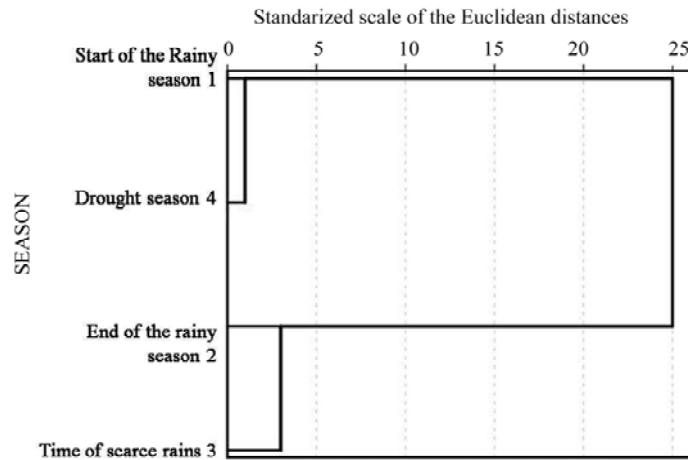 Standarized scale of the Euclidean distances
0 5 10 15 20 25
Start of the Rainy
season 1
Drought season 4
SEASON
End of the rainy
season 2
Time of scarce rains 3